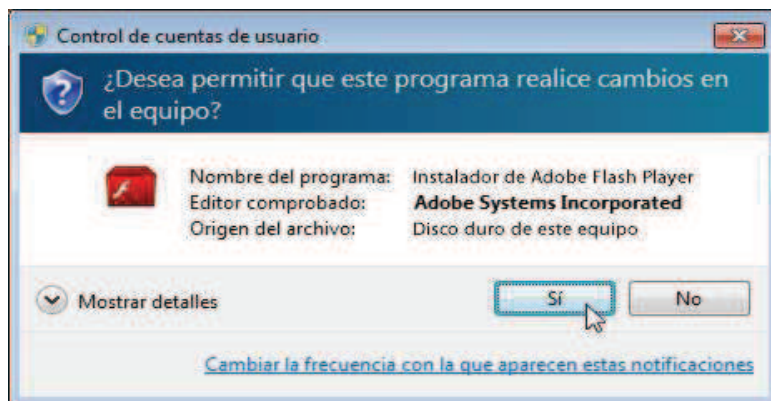 Control de cuentas de usuario
¿Desea permitir que este programa realice cambios en
el equipo?
Nombre del programa: Instalador de Adobe Flash Player
Editor comprobado: Adobe Systems Incorporated
Origen del archivo: Disco duro de este equipo
Mostrar detalles Sí No
Cambiar la frecuencia con la que aparecen estas notificaciones